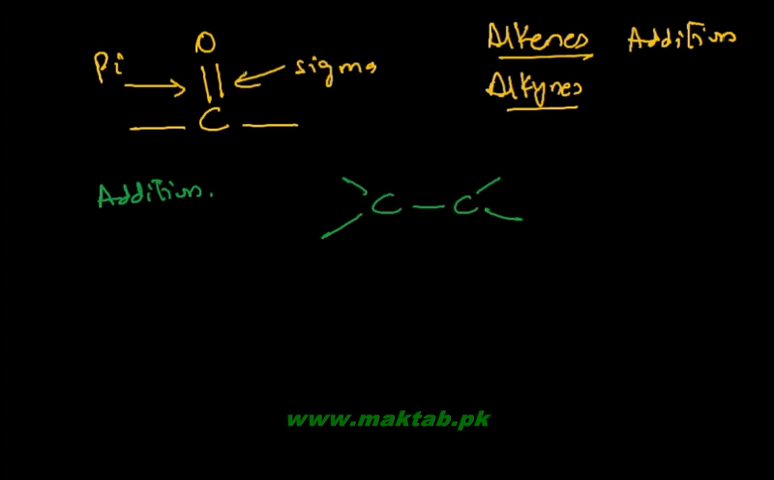 O
Pi
sigma
C
Alkenes Addition
Alkynes
Addition.
C C
www.maktab.pk